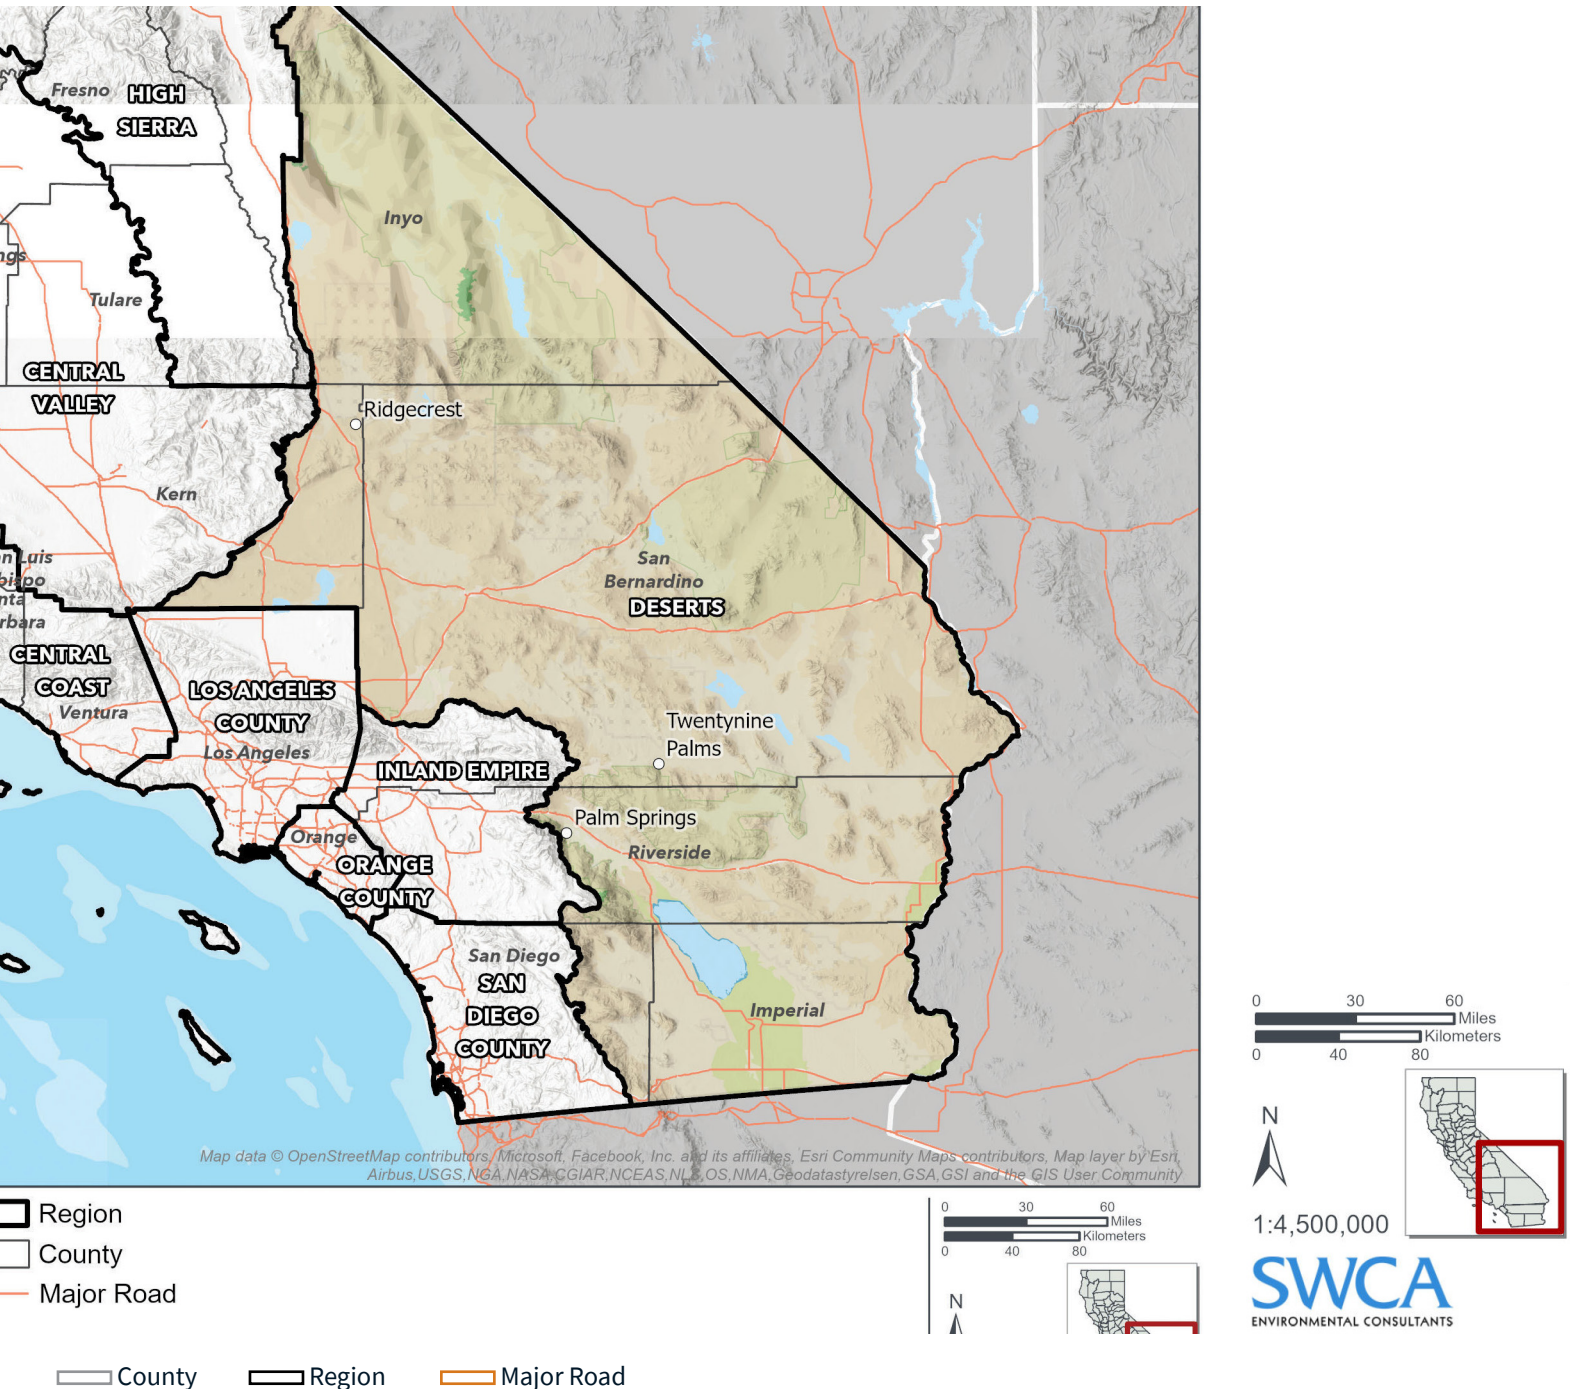 Fresno
HIGH
SIERRA
Inyo
ngs
Tulare
CENTRAL
VALLEY
Ridgecrest
Kern
n Luis
bispo
nta
rbara
San
Bernardino
DESERTS
CENTRAL
COAST
Ventura
LOS ANGELES
COUNTY
Los Angeles
Twentynine
Palms
INLAND EMPIRE
Palm Springs
Orange
Riverside
ORANGE
COUNTY
San Diego
SAN
DIEGO
COUNTY
Imperial
Map data © OpenStreetMap contributors, Microsoft, Facebook, Inc. and its affiliates, Esri Community Maps contributors, Map layer by Esri,
Airbus,USGS,NGA,NASA,CGIAR,NCEAS,NLS,OS,NMA,Geodatastyrelsen,GSA,GSI and the GIS User Community
0 30 60
Miles
Kilometers
0 40 80
N
1:4,500,000
SWCA
ENVIRONMENTAL CONSULTANTS
Region
County
Major Road
0 30 60
Miles
Kilometers
0 40 80
N
County Region Major Road